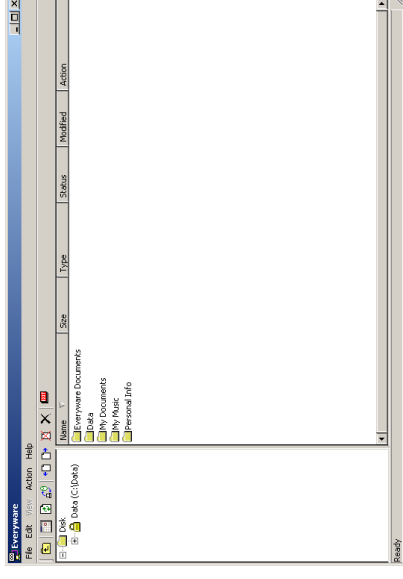 Everyware
File Edit View Action Help
Disk
Data (C:\Data)
Name Size Type Status Modified Action
Everyware Documents
Data
My Documents
My Music
Personal Info
Ready